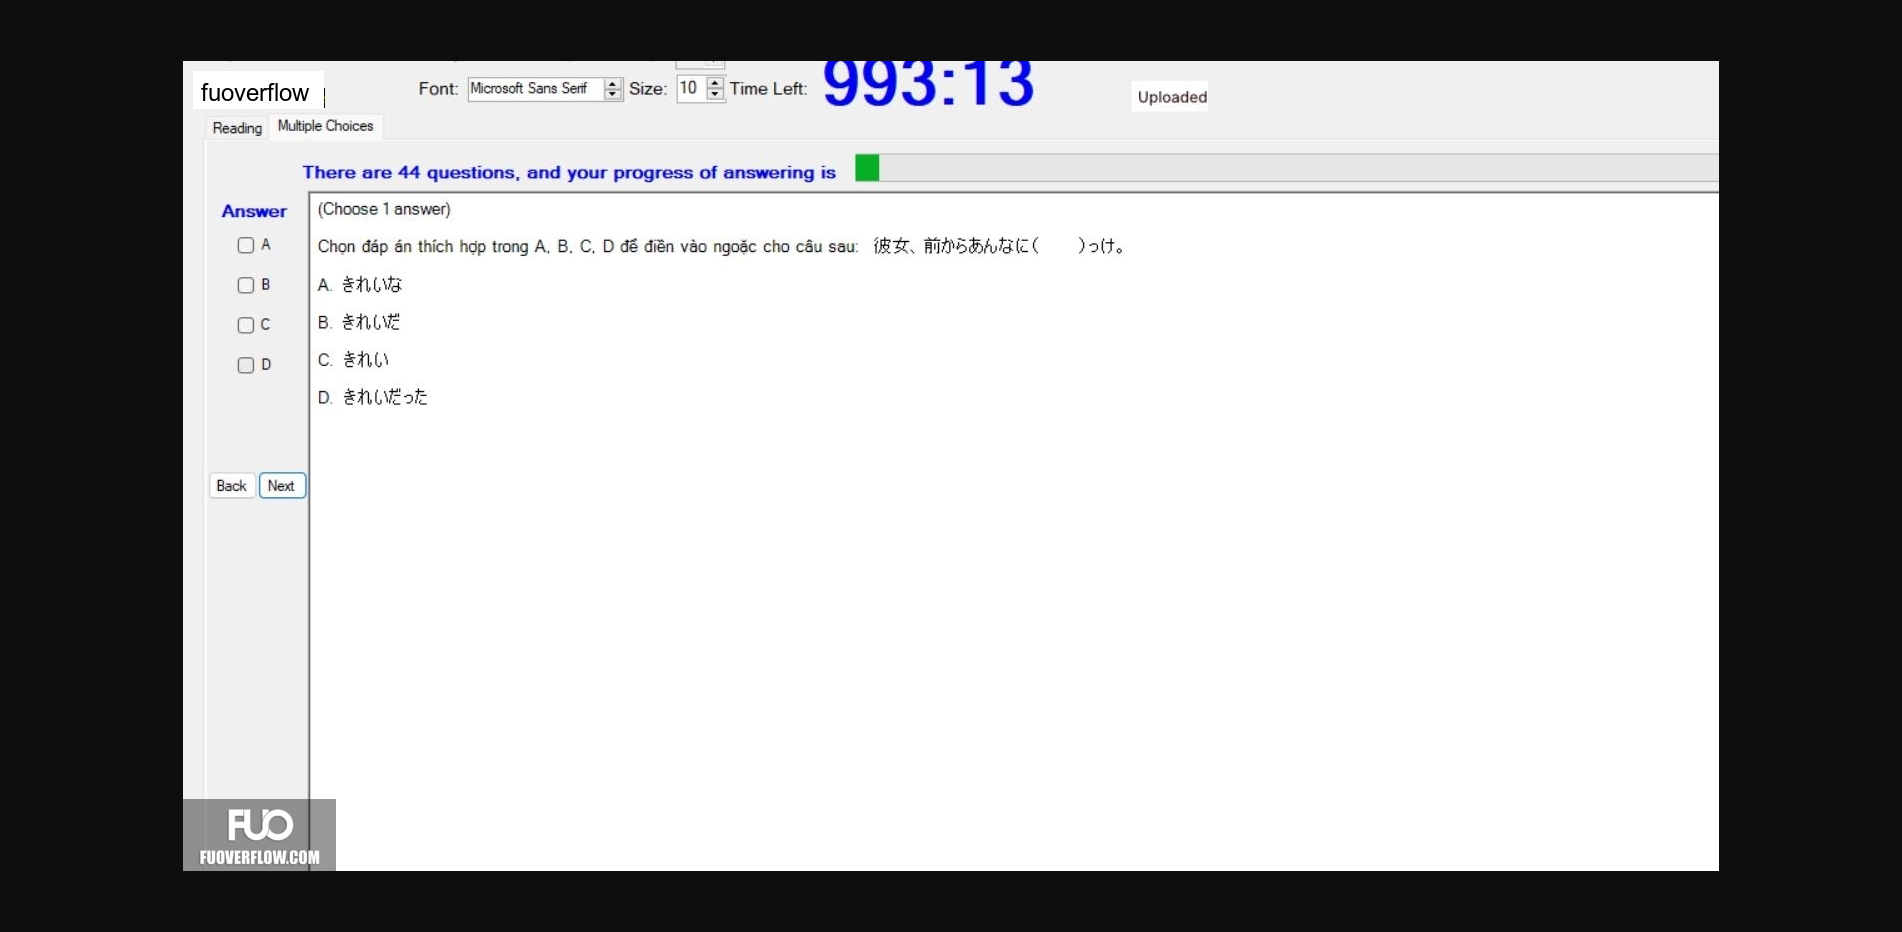 fuoverflow
Font: Microsoft Sans Serif Size: 10 Time Left: 993:13
Uploaded
Reading Multiple Choices
There are 44 questions, and your progress of answering is
Answer
A
B
C
D
Back Next
(Choose 1 answer)
Chọn đáp án thích hợp trong A, B, C, D để điền vào ngoặc cho câu sau: 彼女、前からあんなに( )っけ。
A. きれいな
B. きれいだ
C. きれい
D. きれいだった
FUO
FUOVERFLOW.COM